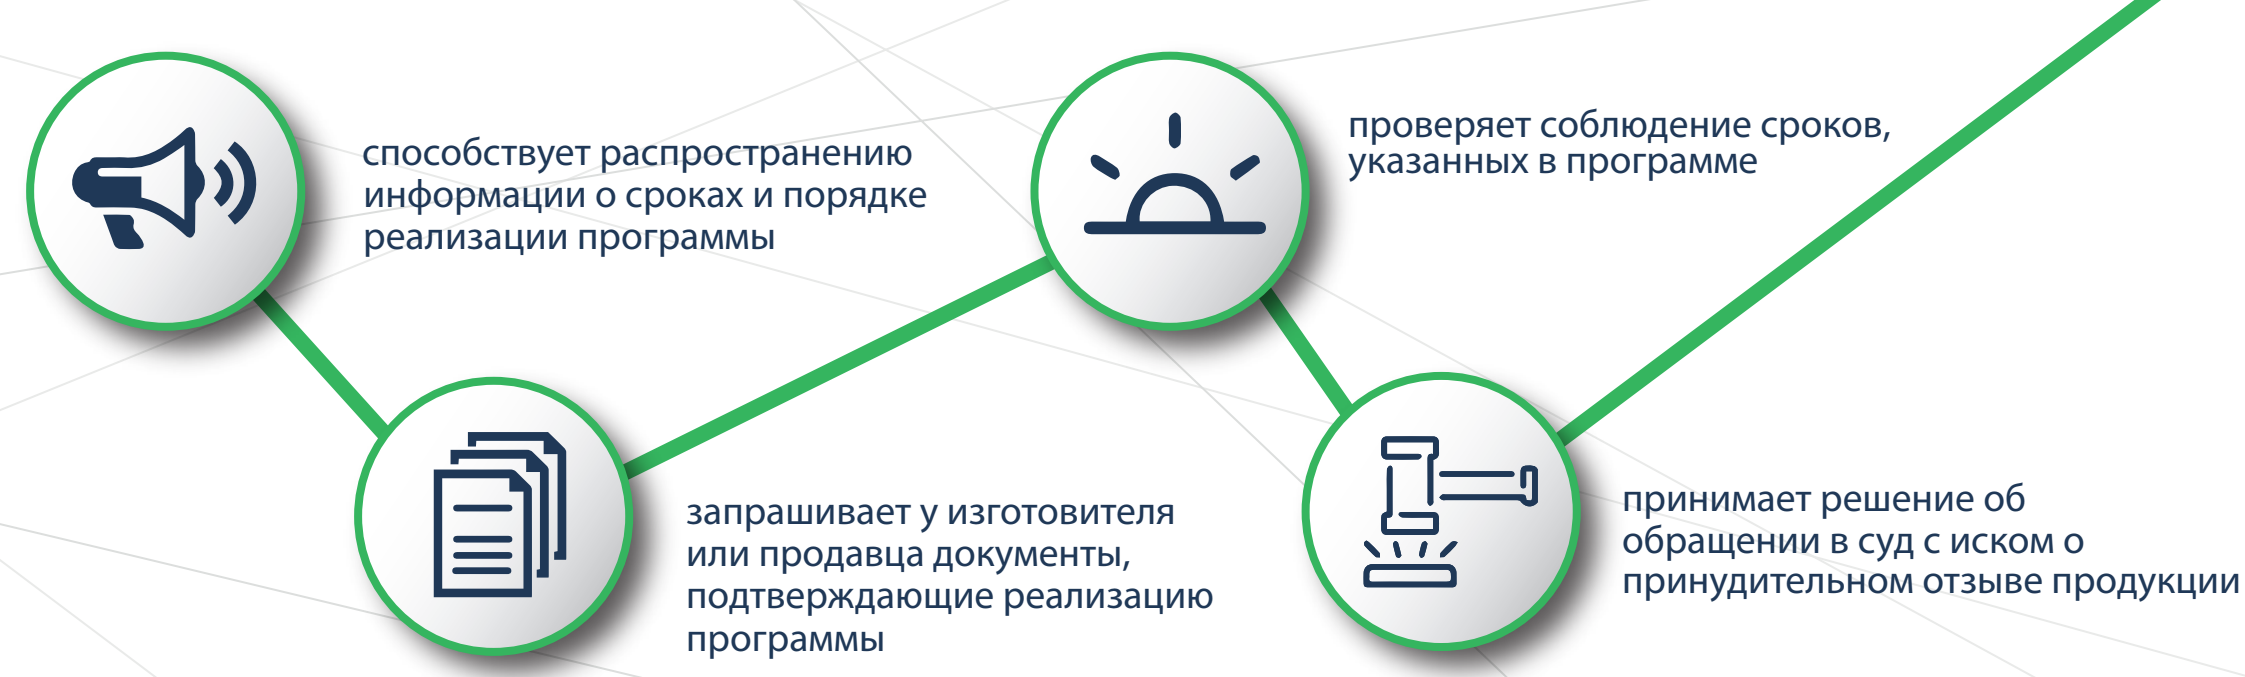 способствует распространению
информации о сроках и порядке
реализации программы
запрашивает у изготовителя
или продавца документы,
подтверждающие реализацию
программы
проверяет соблюдение сроков,
указанных в программе
принимает решение об
обращении в суд с иском о
принудительном отзыве продукции